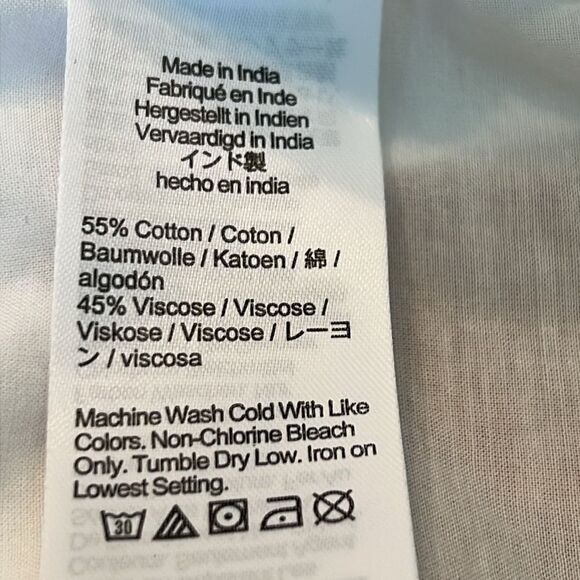 Made in India
Fabriqué en Inde
Hergestellt in Indien
Vervaardigd in India
インド製
hecho en india
55% Cotton / Coton /
Baumwolle / Katoen / 綿 /
algodón
45% Viscose / Viscose /
Viskose / Viscose / レーヨ
ン / viscosa
Machine Wash Cold With Like
Colors. Non-Chlorine Bleach
Only. Tumble Dry Low. Iron on
Lowest Setting.
30